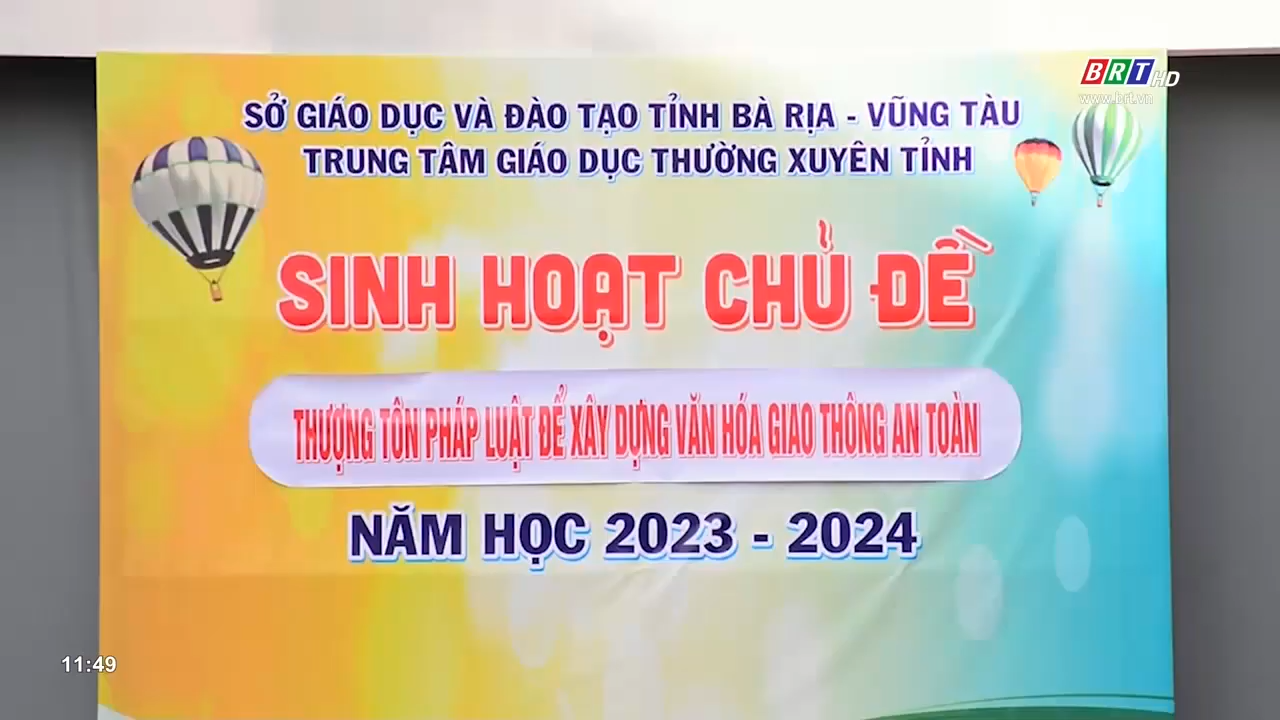 BRT HD
www.brt.vn
SỞ GIÁO DỤC VÀ ĐÀO TẠO TỈNH BÀ RỊA - VŨNG TÀU
TRUNG TÂM GIÁO DỤC THƯỜNG XUYÊN TỈNH
SINH HOẠT CHỦ ĐỀ
THƯỢNG TÔN PHÁP LUẬT ĐỂ XÂY DỰNG VĂN HÓA GIAO THÔNG AN TOÀN
NĂM HỌC 2023 - 2024
11:49